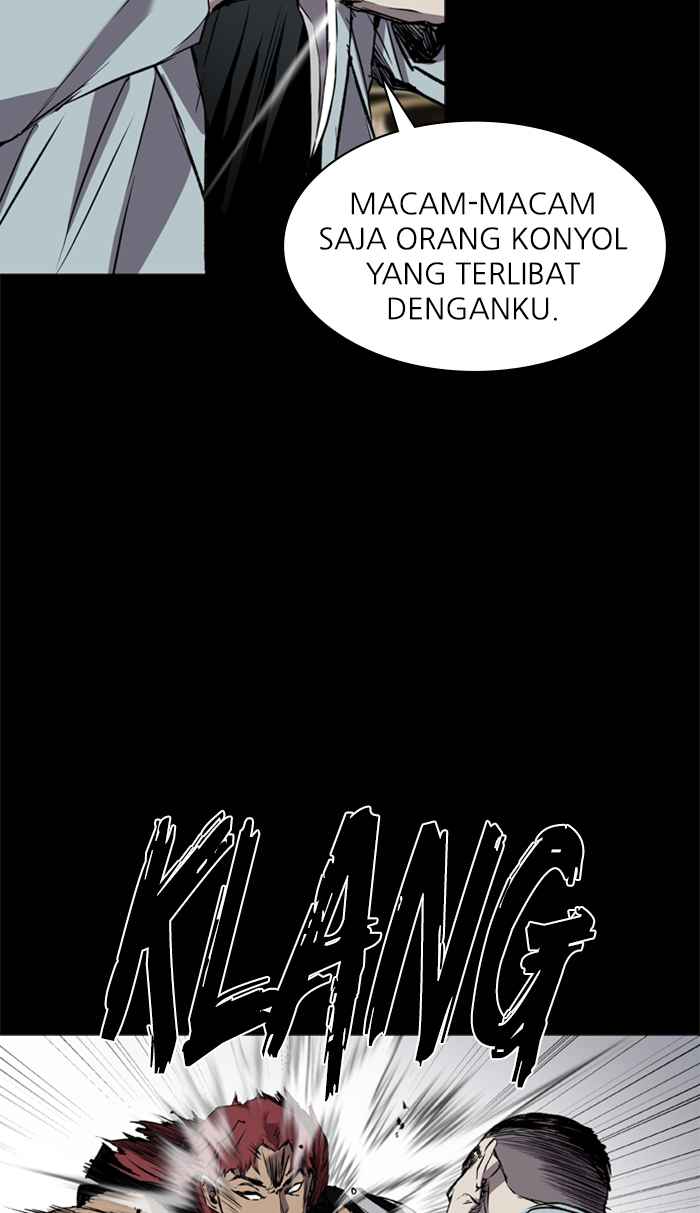 MACAM-MACAM
SAJA ORANG KONYOL
YANG TERLIBAT
DENGANKU.
KLANG